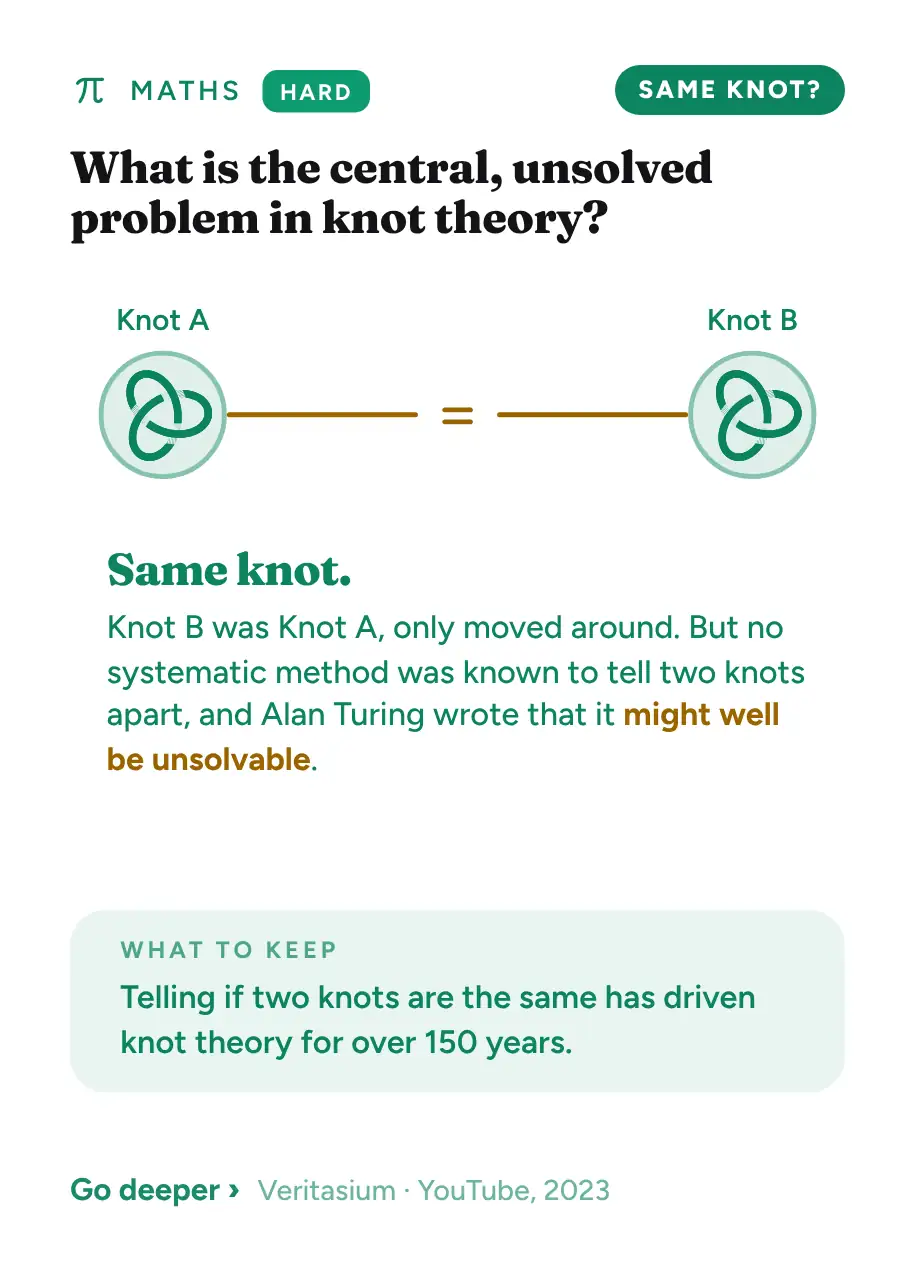 π MATHS HARD SAME KNOT?
What is the central, unsolved
problem in knot theory?
Knot A Knot B
=
Same knot.
Knot B was Knot A, only moved around. But no
systematic method was known to tell two knots
apart, and Alan Turing wrote that it might well
be unsolvable.
WHAT TO KEEP
Telling if two knots are the same has driven
knot theory for over 150 years.
Go deeper › Veritasium · YouTube, 2023